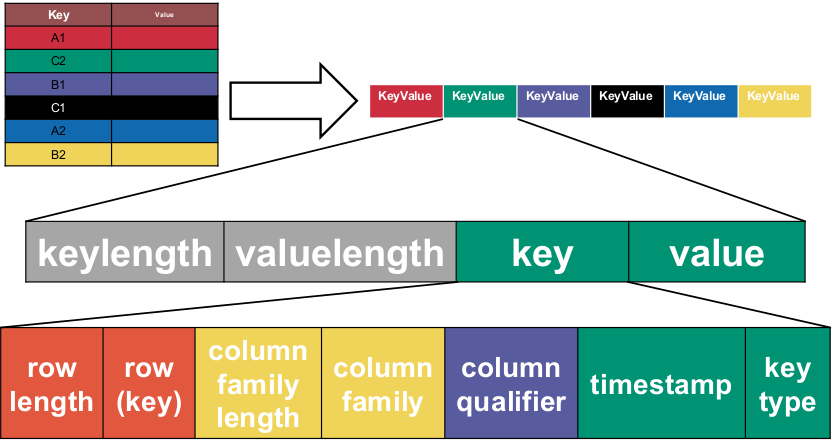 Key Value
A1
C2
B1
C1
A2
B2
KeyValue KeyValue KeyValue KeyValue KeyValue KeyValue
keylength valuelength key value
row
length
row
(key)
column
family
length
column
family
column
qualifier
timestamp
key
type